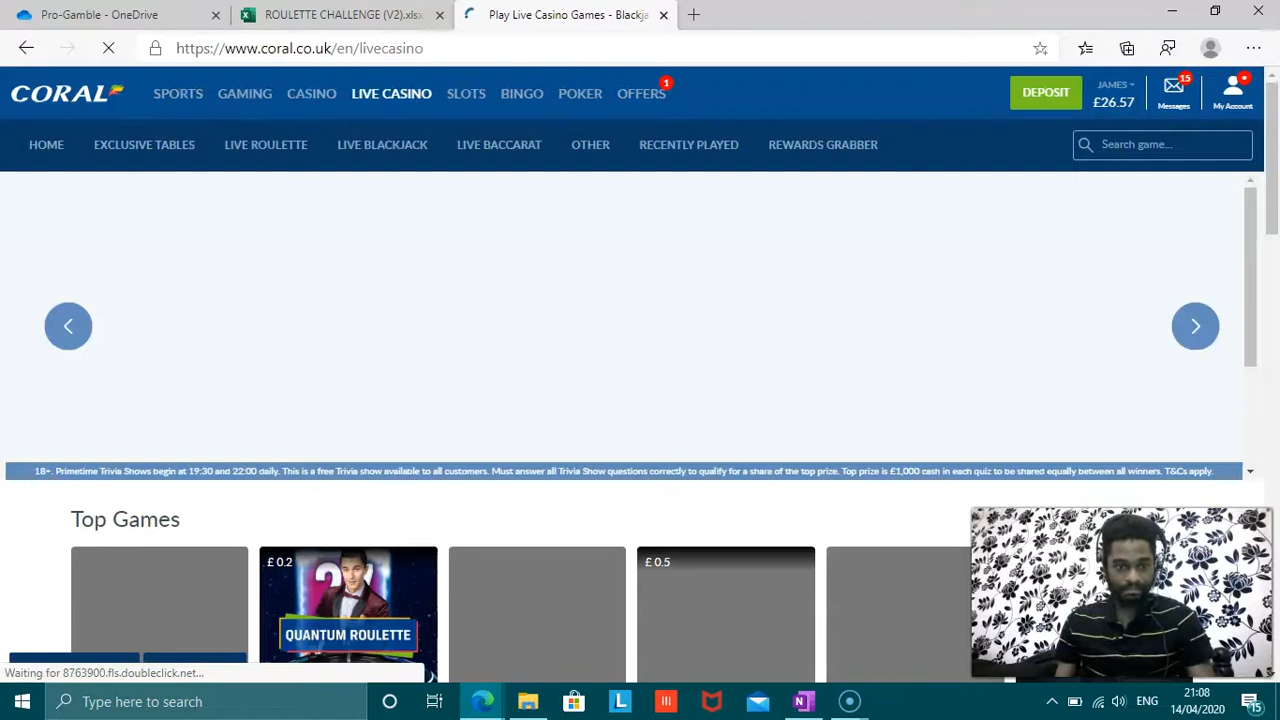 Pro-Gamble - OneDrive
ROULETTE CHALLENGE (V2).xlsx
Play Live Casino Games - Blackja
https://www.coral.co.uk/en/livecasino
CORAL
SPORTS
GAMING
CASINO
LIVE CASINO
SLOTS
BINGO
POKER
OFFERS
1
DEPOSIT
JAMES
£26.57
15
Messages
My Account
HOME
EXCLUSIVE TABLES
LIVE ROULETTE
LIVE BLACKJACK
LIVE BACCARAT
OTHER
RECENTLY PLAYED
REWARDS GRABBER
Search game...
18+. Primetime Trivia Shows begin at 19:30 and 22:00 daily. This is a free Trivia show available to all customers. Must answer all Trivia Show questions correctly to qualify for a share of the top prize. Top prize is £1,000 cash in each quiz to be shared equally between all winners. T&Cs apply.
Top Games
£ 0.2
QUANTUM ROULETTE
£ 0.5
Waiting for 8763900.fls.doubleclick.net...
Type here to search
ENG
21:08
14/04/2020
15